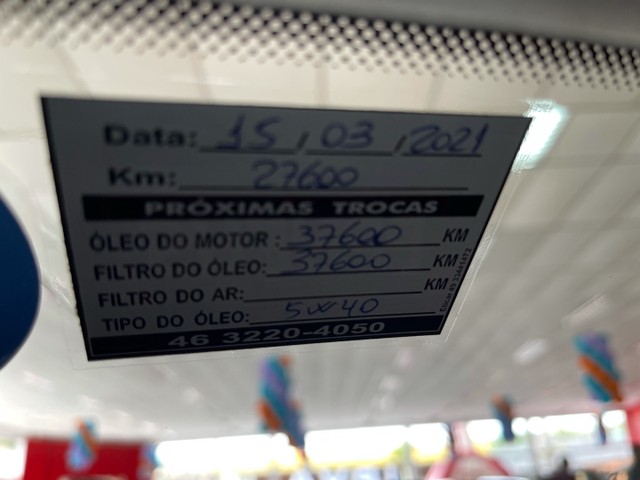 Data: 15 / 03 / 2021
Km: 27600
PRÓXIMAS TROCAS
ÓLEO DO MOTOR : 37600 KM
FILTRO DO ÓLEO: 37600 KM
FILTRO DO AR: KM
TIPO DO ÓLEO: 5w40
46 3220-4050